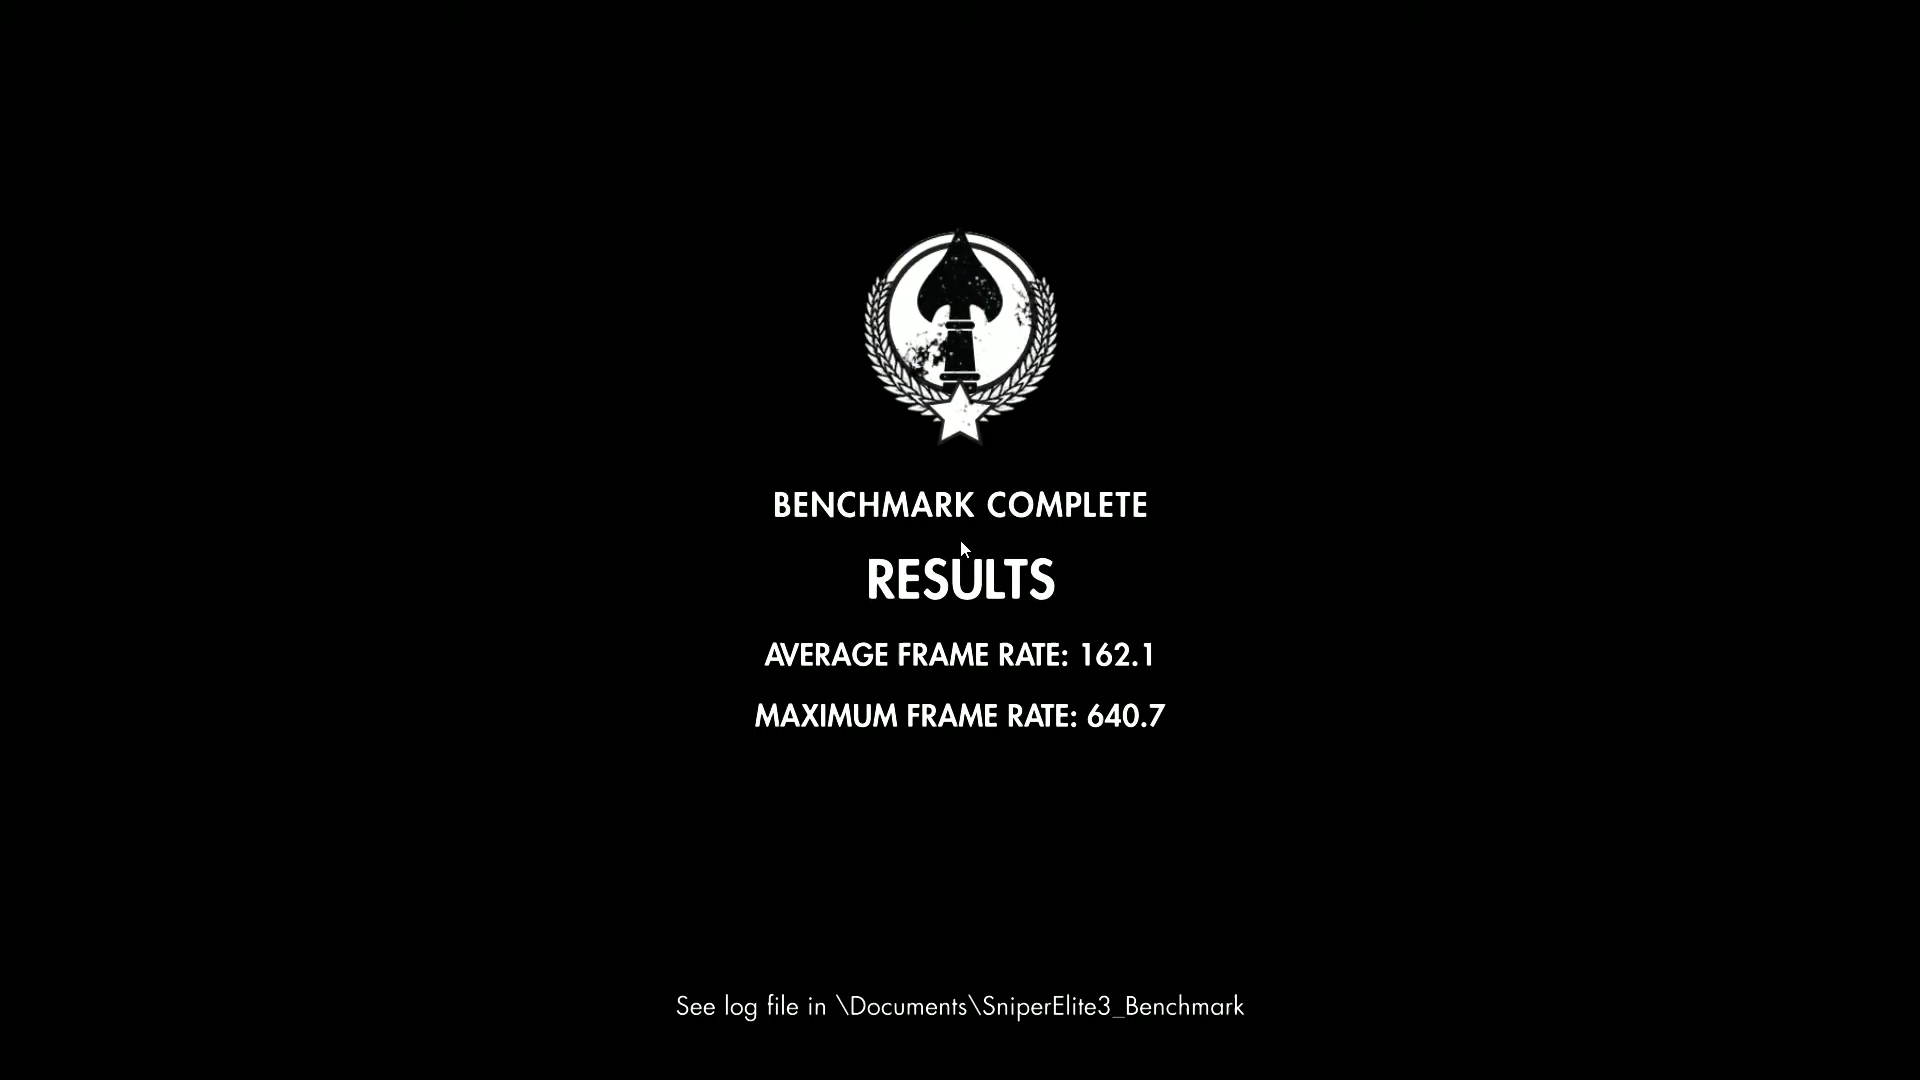 BENCHMARK COMPLETE
RESULTS
AVERAGE FRAME RATE: 162.1
MAXIMUM FRAME RATE: 640.7
See log file in \Documents\SniperElite3_Benchmark